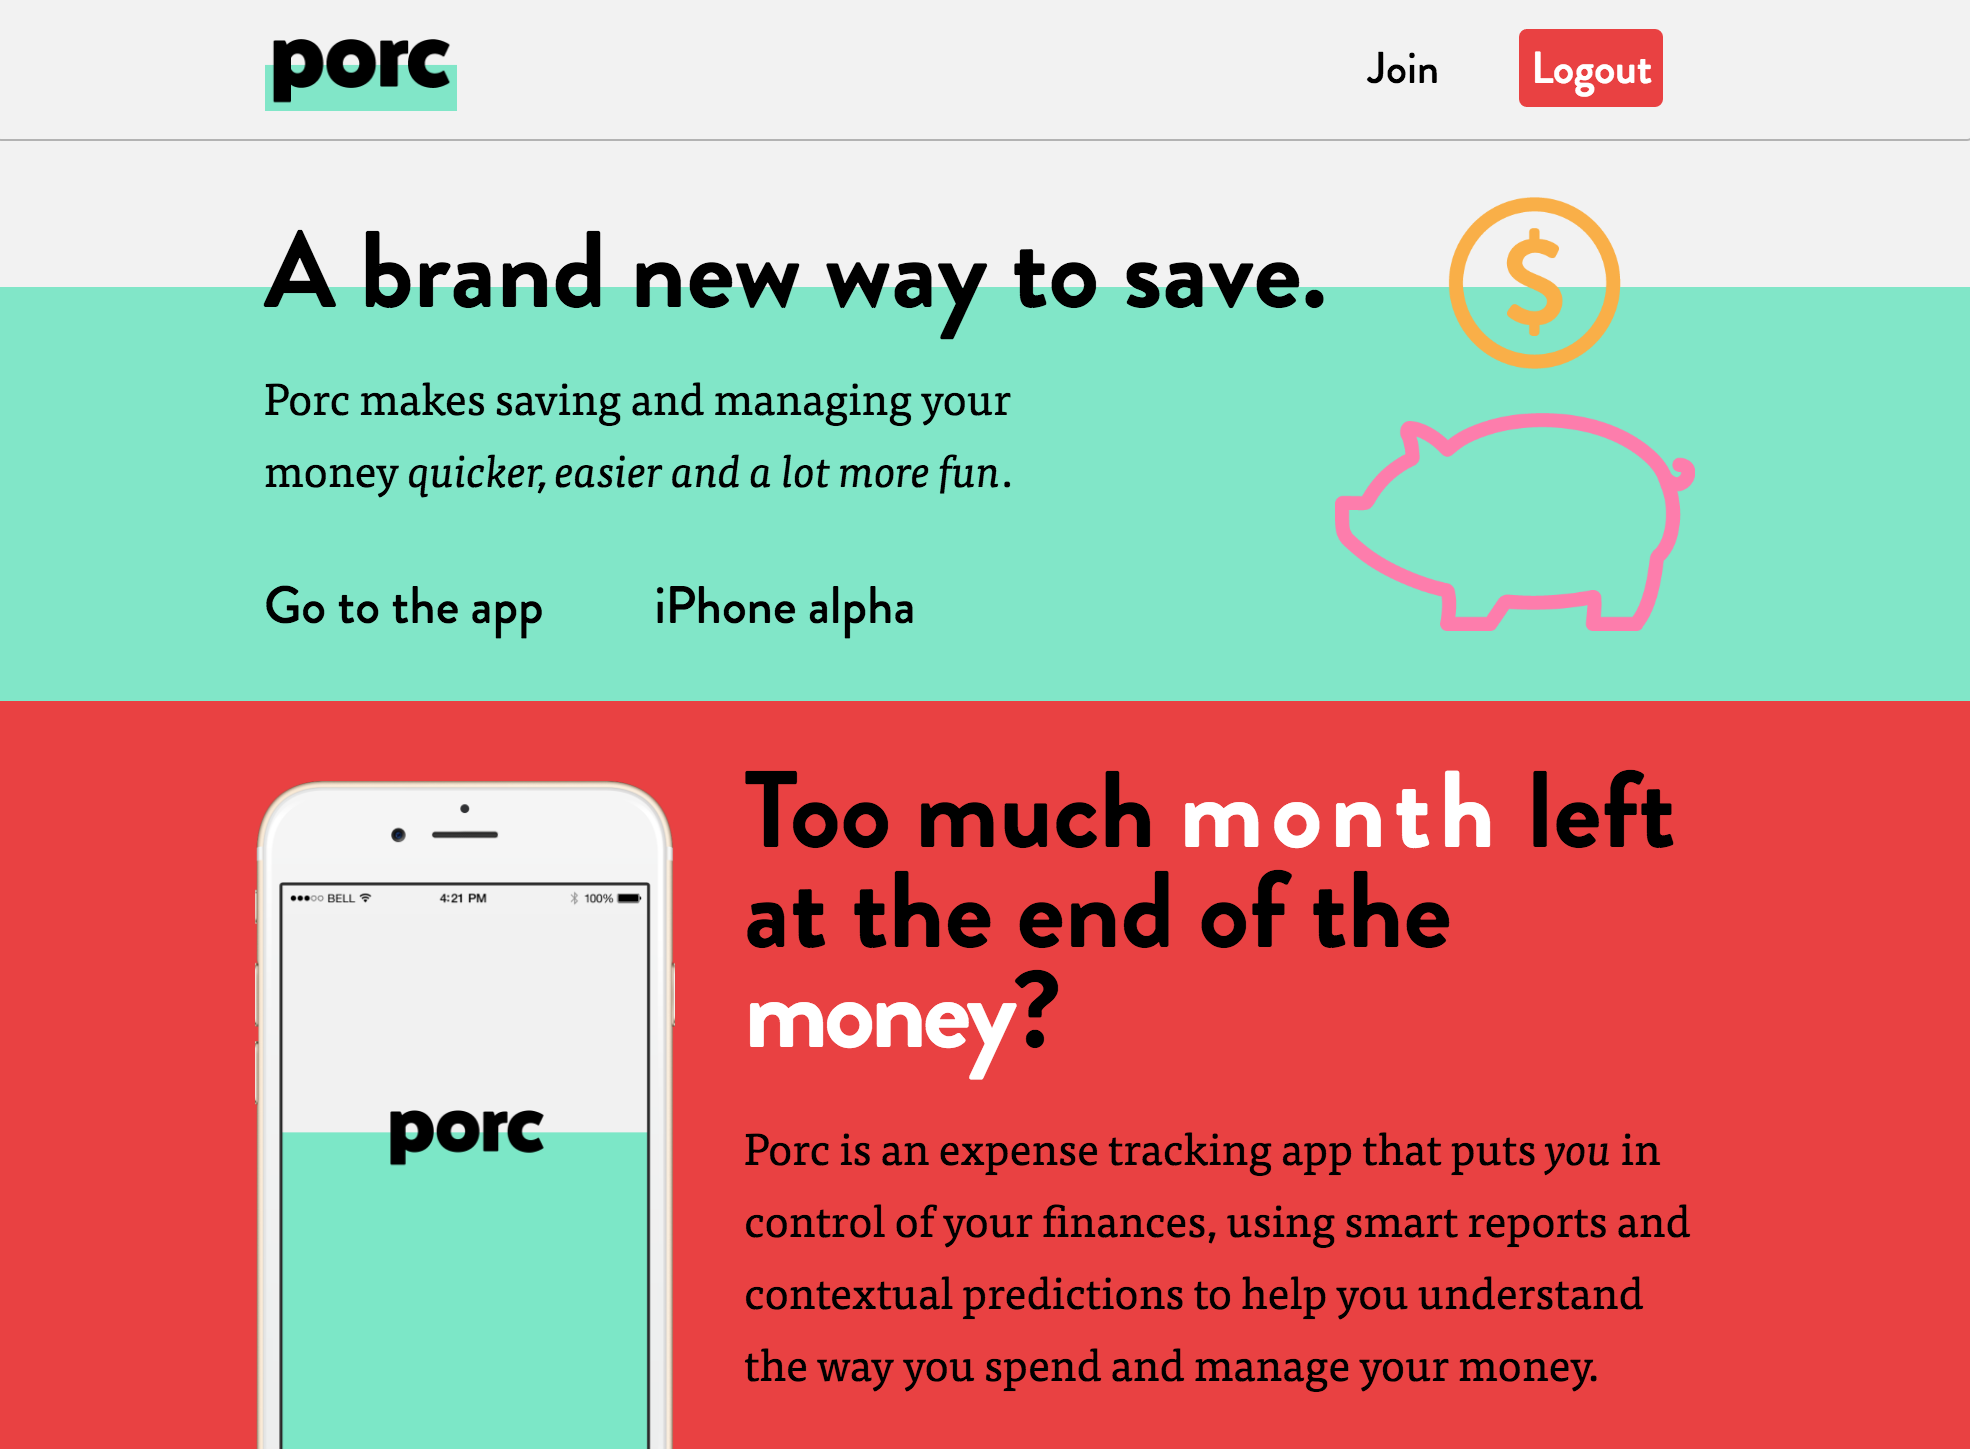 porc
Join
Logout
A brand new way to save.
$
Porc makes saving and managing your
money quicker, easier and a lot more fun.
Go to the app
iPhone alpha
BELL
4:21 PM
100%
porc
Too much month left
at the end of the
money?
Porc is an expense tracking app that puts you in
control of your finances, using smart reports and
contextual predictions to help you understand
the way you spend and manage your money.